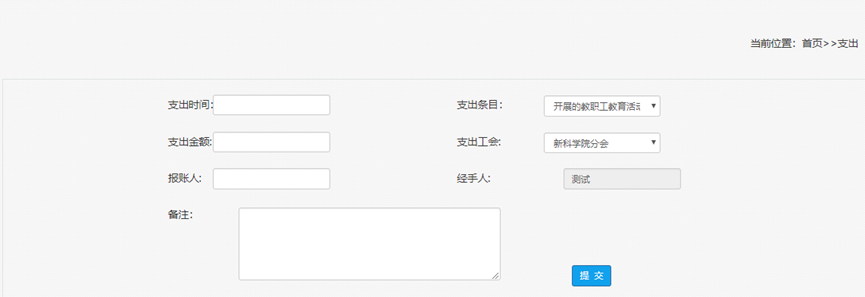 当前位置：首页>>支出
支出时间: 支出条目:
开展的教职工教育活动
支出金额: 支出工会:
新科学院分会
报账人: 经手人:
测试
备注:
提 交